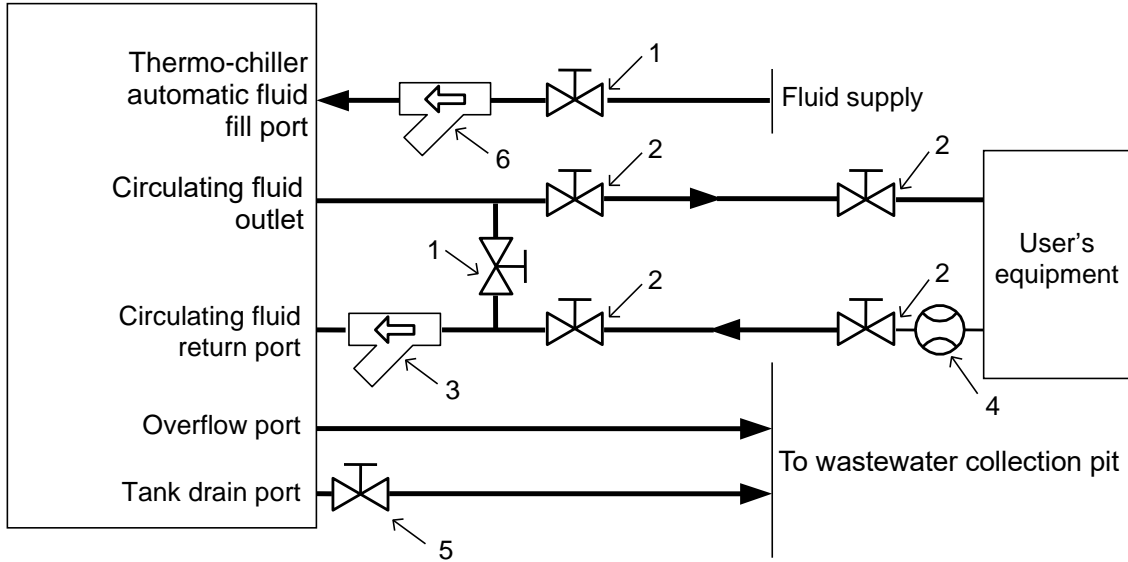 Thermo-chiller
automatic fluid
fill port
1
Fluid supply
6
2
2
Circulating fluid
outlet
1
User’s
equipment
2
2
Circulating fluid
return port
3
4
Overflow port
To wastewater collection pit
Tank drain port
5